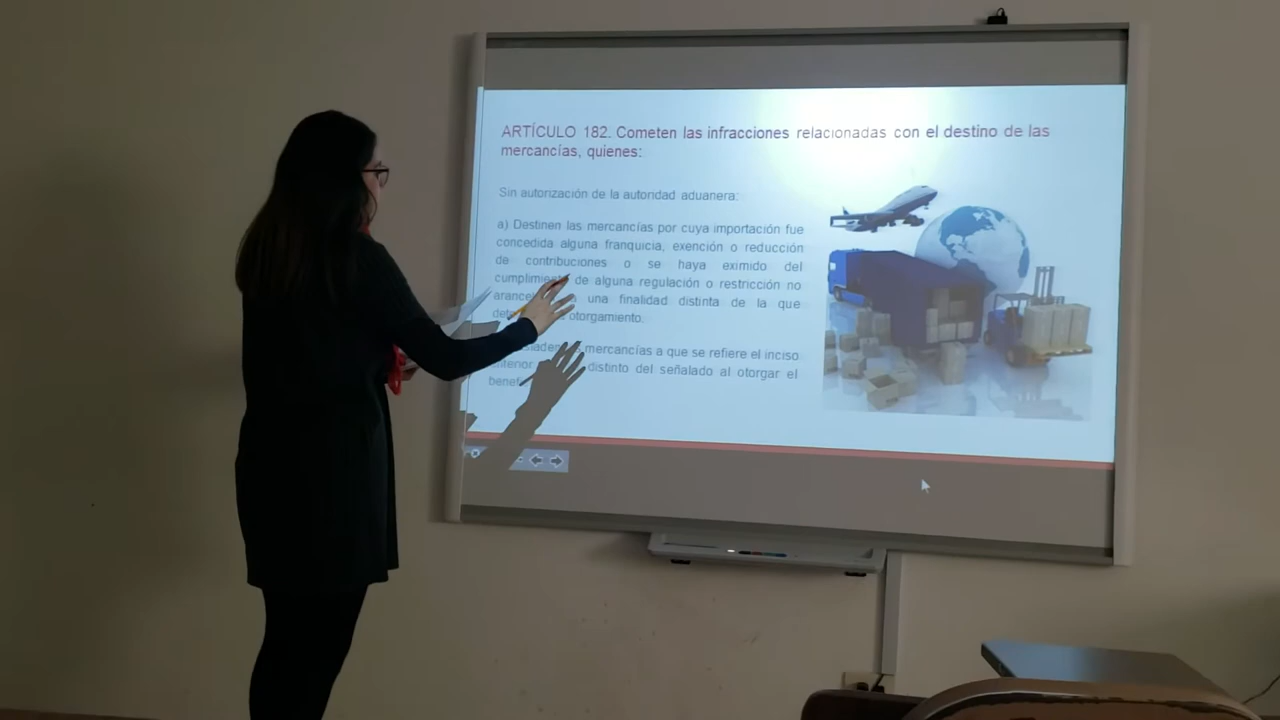 ARTÍCULO 182. Cometen las infracciones relacionadas con el destino de las
mercancías, quienes:
Sin autorización de la autoridad aduanera:
a) Destinen las mercancías por cuya importación fue
concedida alguna franquicia, exención o reducción
de contribuciones o se haya eximido del
de alguna regulación o restricción no
una finalidad distinta de la que
otorgamiento.
mercancías a que se refiere el inciso
distinto del señalado al otorgar el